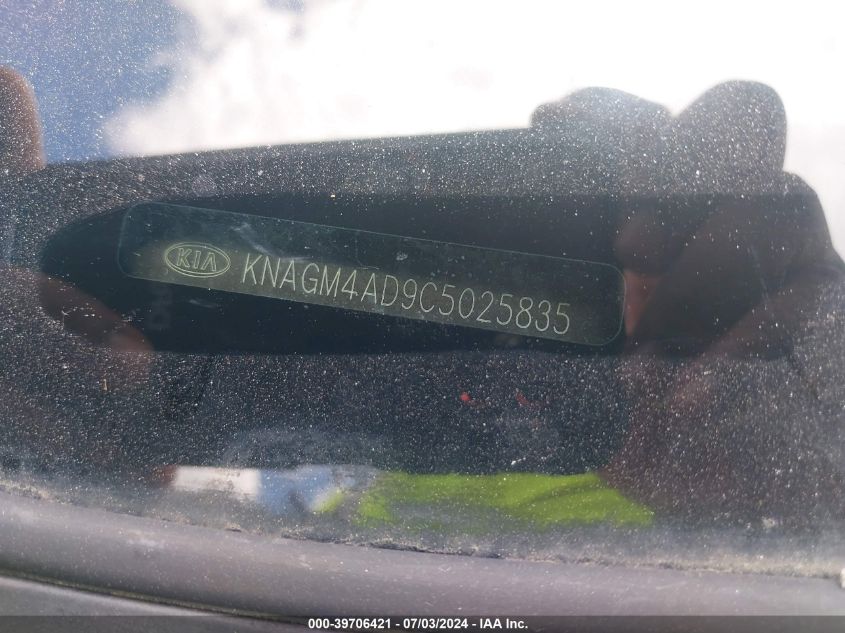 KIA KNAGM4AD9C5025835
000-39706421 - 07/03/2024 - IAA Inc.